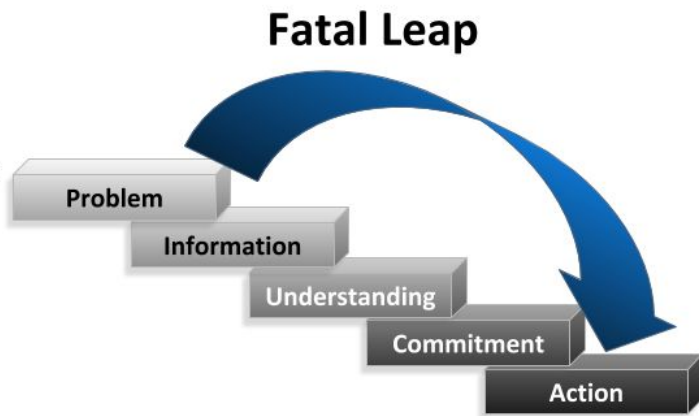 Fatal Leap
Problem
Information
Understanding
Commitment
Action